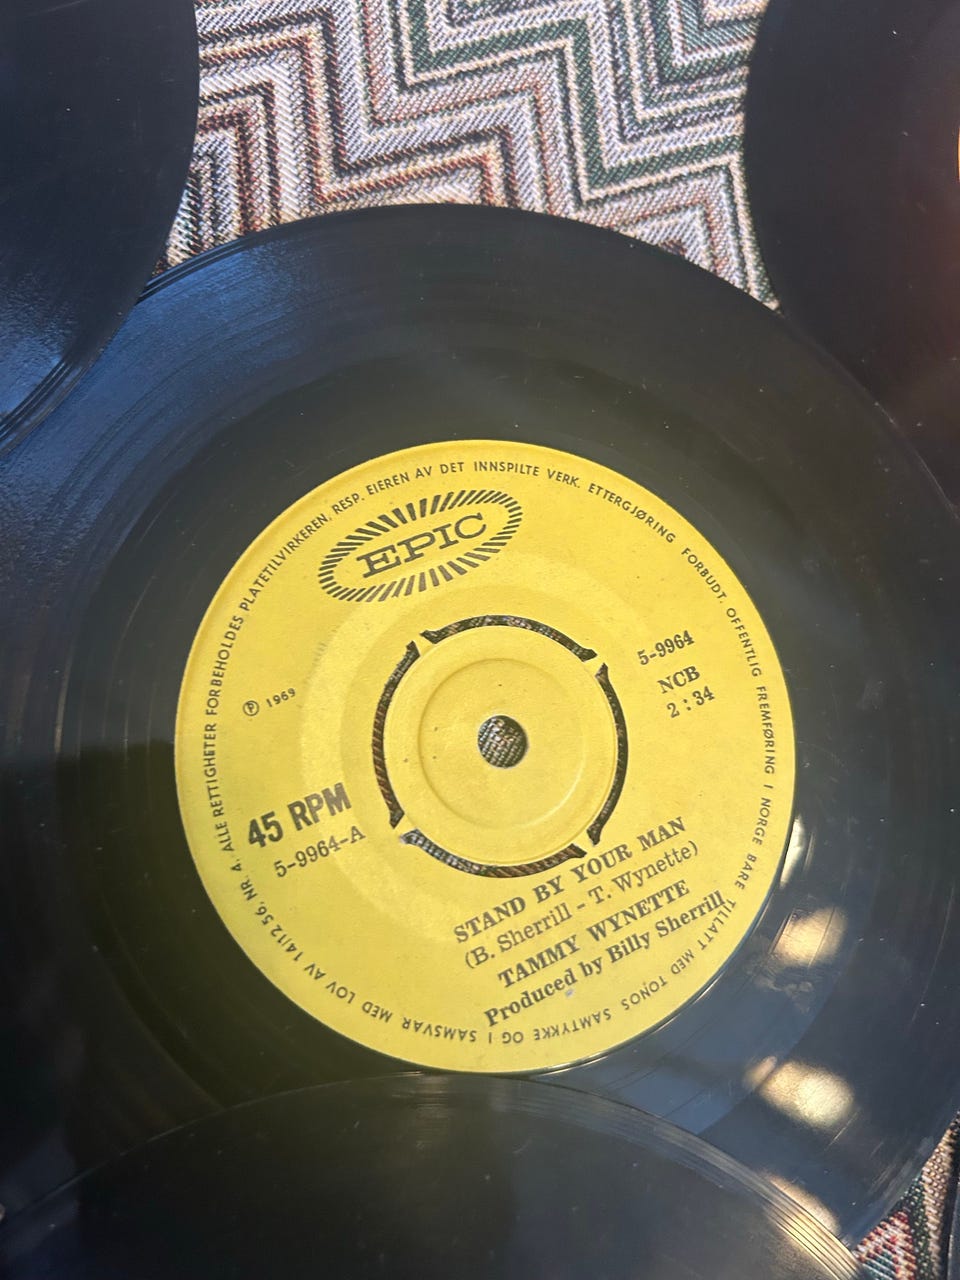 ALLE RETTIGHETER FORBEHOLDES PLATETILVIRKEREN, RESP. EIEREN AV DET INNSPILTE VERK. ETTERGJØRING FORBUDT. OFFENTLIG FREMFØRING I NORGE BARE TILLATT MED TONOS SAMTYKKE OG I SAMSVAR MED LOV AV 14/12 56, NR. 4.
EPIC
5-9964
NCB
2 : 34
℗ 1969
45 RPM
5-9964-A
STAND BY YOUR MAN
(B. Sherrill - T. Wynette)
TAMMY WYNETTE
Produced by Billy Sherrill